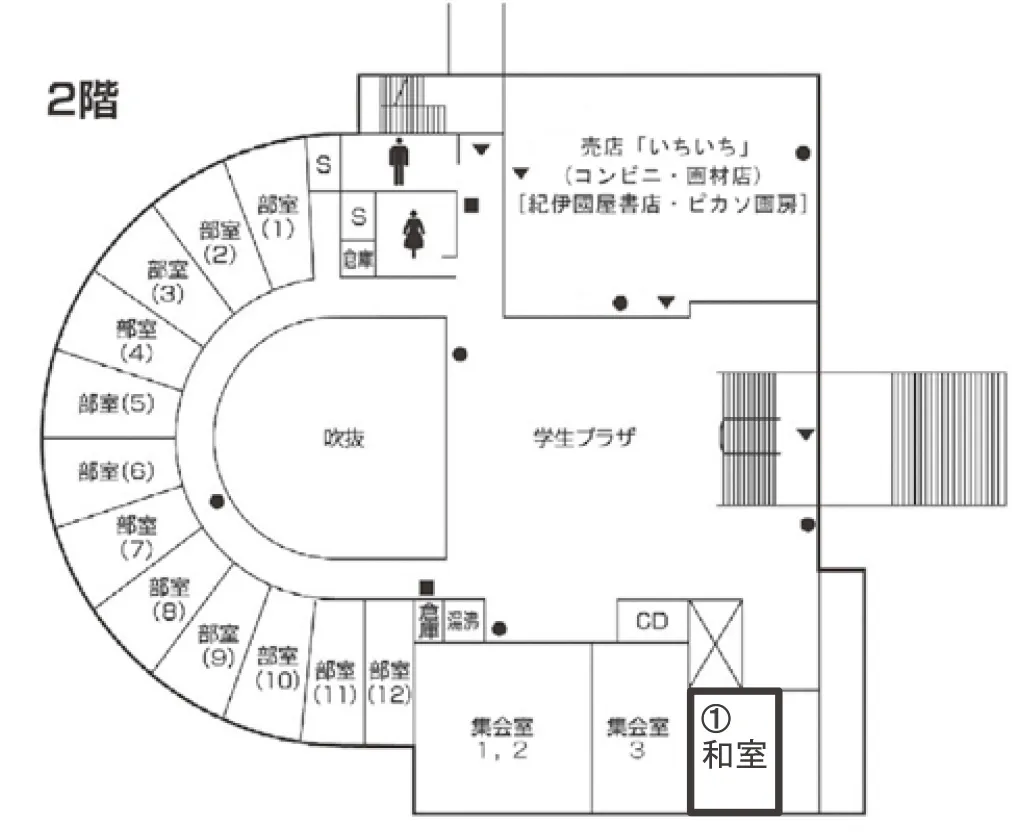 2階
売店「いちいち」
(コンビニ・画材店)
[紀伊國屋書店・ピカソ画房]
S
S
倉庫
部室
(1)
部室
(2)
部室
(3)
部室
(4)
部室(5)
部室(6)
部室
(7)
部室
(8)
部室
(9)
部室
(10)
部室
(11)
部室
(12)
吹抜
学生プラザ
倉庫
CD
集会室
1, 2
集会室
3
①
和室